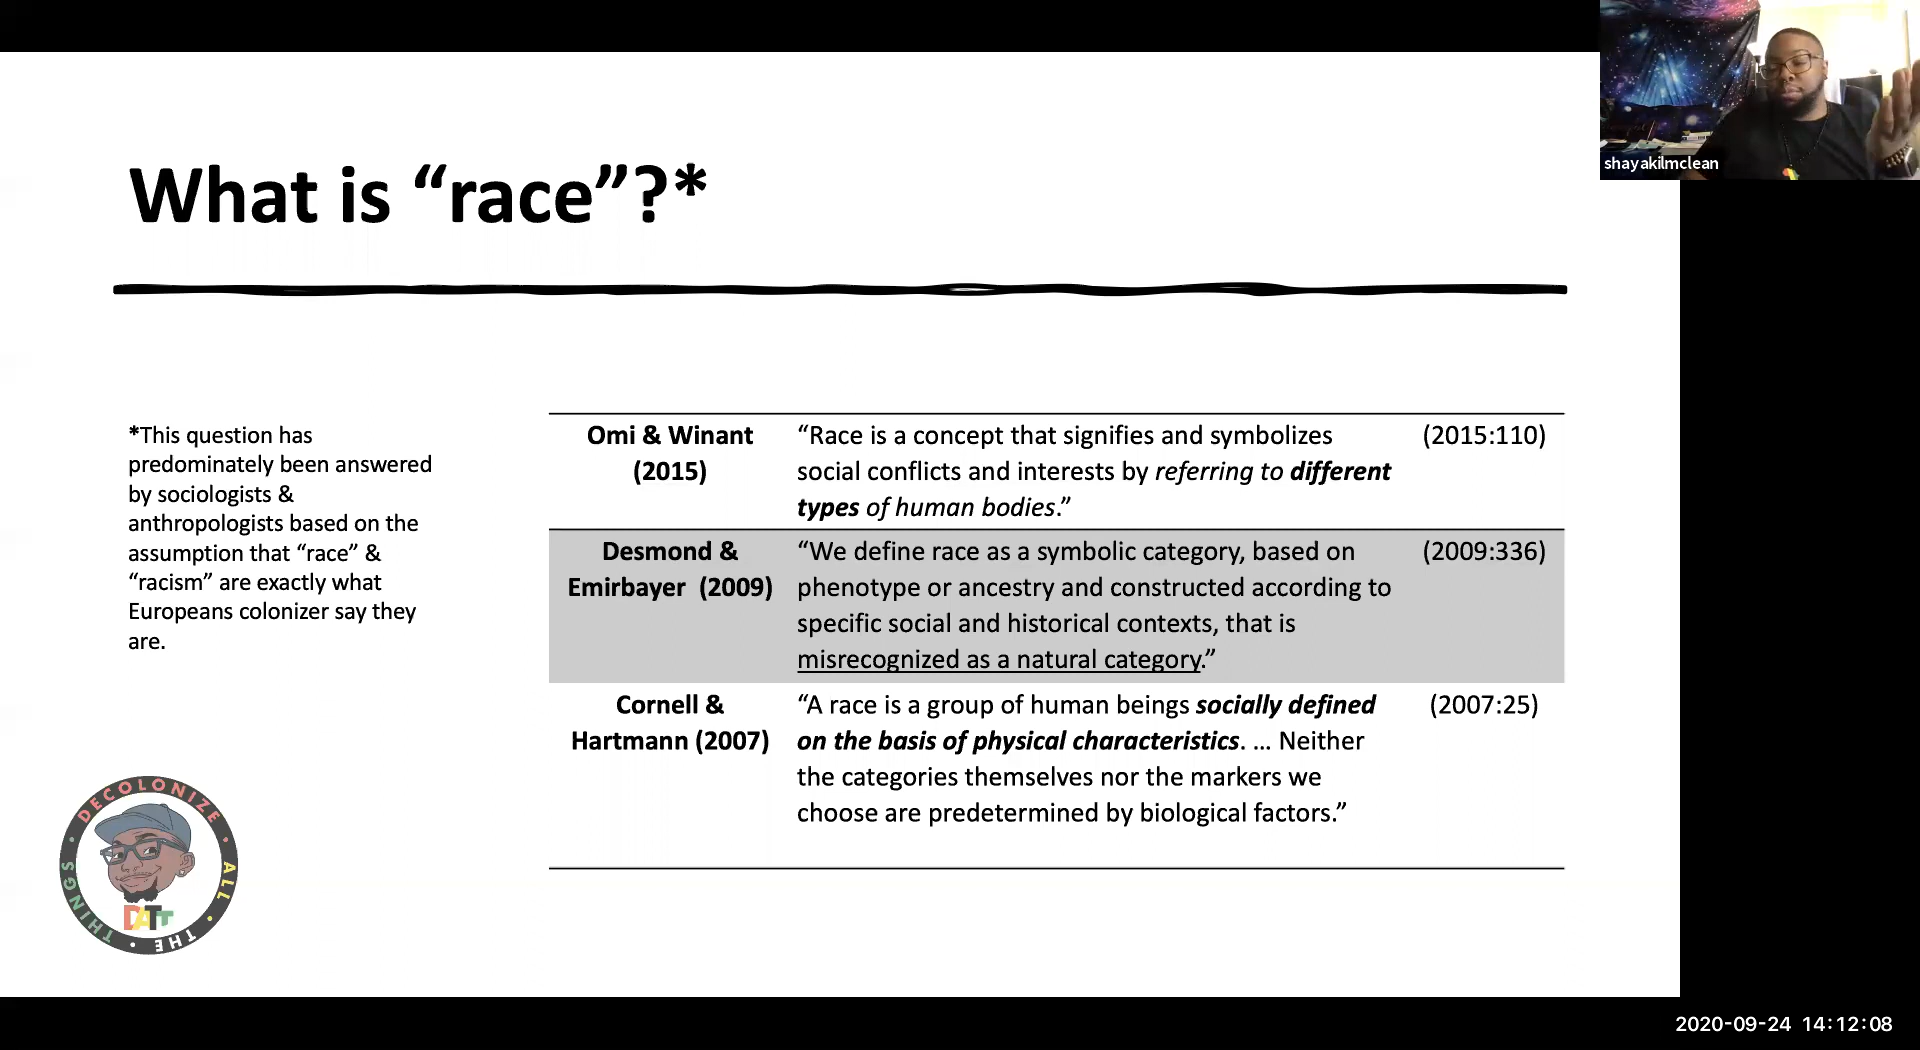 shayakilmclean
What is “race”?*
*This question has
predominately been answered
by sociologists &
anthropologists based on the
assumption that “race” &
“racism” are exactly what
Europeans colonizer say they
are.
Omi & Winant
(2015)
“Race is a concept that signifies and symbolizes
social conflicts and interests by referring to different
types of human bodies.”
(2015:110)
Desmond &
Emirbayer (2009)
“We define race as a symbolic category, based on
phenotype or ancestry and constructed according to
specific social and historical contexts, that is
misrecognized as a natural category.”
(2009:336)
Cornell &
Hartmann (2007)
“A race is a group of human beings socially defined
on the basis of physical characteristics. … Neither
the categories themselves nor the markers we
choose are predetermined by biological factors.”
(2007:25)
DECOLONIZE • ALL • THE • THINGS •
DATT
2020-09-24 14:12:08